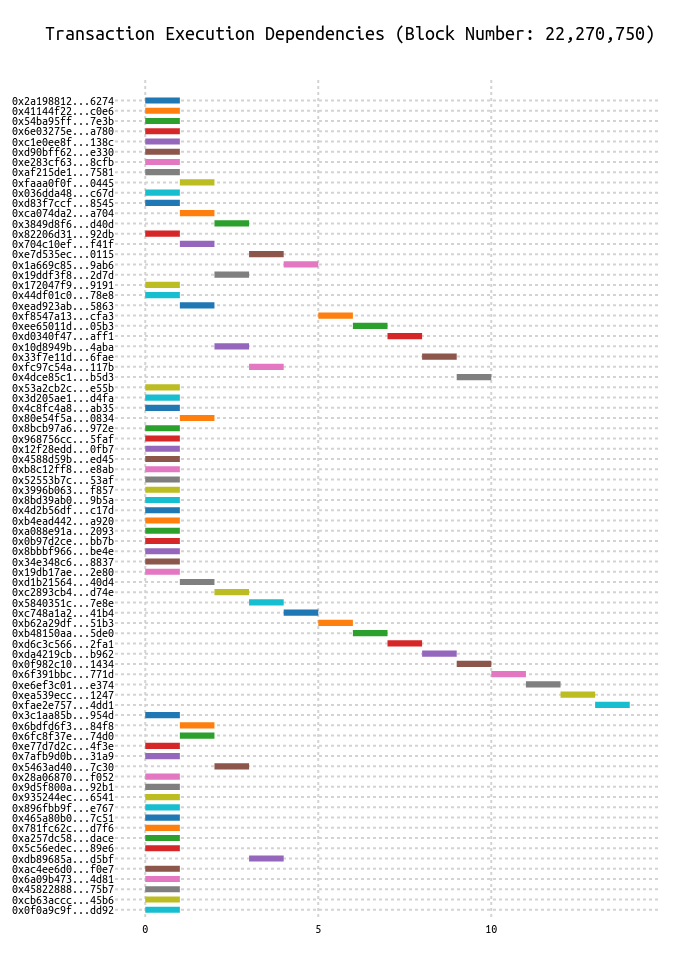 Transaction Execution Dependencies (Block Number: 22,270,750)
0x2a198812...6274
0x41144f22...c0e6
0x54ba95ff...7e3b
0x6e03275e...a780
0xc1e0ee8f...138c
0xd90bff62...e330
0xe283cf63...8cfb
0xaf215de1...7581
0xfaaa0f0f...0445
0x036dda48...c67d
0xd83f7ccf...8545
0xca074da2...a704
0x3849d8f6...d40d
0x82206d31...92db
0x704c10ef...f41f
0xe7d535ec...0115
0x1a669c85...9ab6
0x19ddf3f8...2d7d
0x172047f9...9191
0x44df01c0...78e8
0xead923ab...5863
0xf8547a13...cfa3
0xee65011d...05b3
0xd0340f47...aff1
0x10d8949b...4aba
0x33f7e11d...6fae
0xfc97c54a...117b
0x4dce85c1...b5d3
0x53a2cb2c...e55b
0x3d205ae1...d4fa
0x4c8fc4a8...ab35
0x80e54f5a...0834
0x8bcb97a6...972e
0x968756cc...5faf
0x12f28edd...0fb7
0x4588d59b...ed45
0xb8c12ff8...e8ab
0x52553b7c...53af
0x3996b063...f857
0x8bd39ab0...9b5a
0x4d2b56df...c17d
0xb4ead442...a920
0xa088e91a...2093
0x0b97d2ce...bb7b
0x8bbbf966...be4e
0x34e348c6...8837
0x19db17ae...2e80
0xd1b21564...40d4
0xc2893cb4...d74e
0x5840351c...7e8e
0xc748a1a2...41b4
0xb62a29df...51b3
0xb48150aa...5de0
0xd6c3c566...2fa1
0xda4219cb...b962
0x0f982c10...1434
0x6f391bbc...771d
0xe6ef3c01...e374
0xea539ecc...1247
0xfae2e757...4dd1
0x3c1aa85b...954d
0x6bdfd6f3...84f8
0x6fc8f37e...74d0
0xe77d7d2c...4f3e
0x7afb9d0b...31a9
0x5463ad40...7c30
0x28a06870...f052
0x9d5f800a...92b1
0x935244ec...6541
0x896fbb9f...e767
0x465a80b0...7c51
0x781fc62c...d7f6
0xa257dc58...dace
0x5c56edec...89e6
0xdb89685a...d5bf
0xac4ee6d0...f0e7
0x6a09b473...4d81
0x45822888...75b7
0xcb63accc...45b6
0x0f0a9c9f...dd92
0 5 10